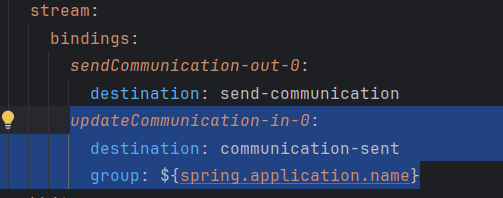 stream:
bindings:
sendCommunication-out-0:
destination: send-communication
updateCommunication-in-0:
destination: communication-sent
group: ${spring.application.name}